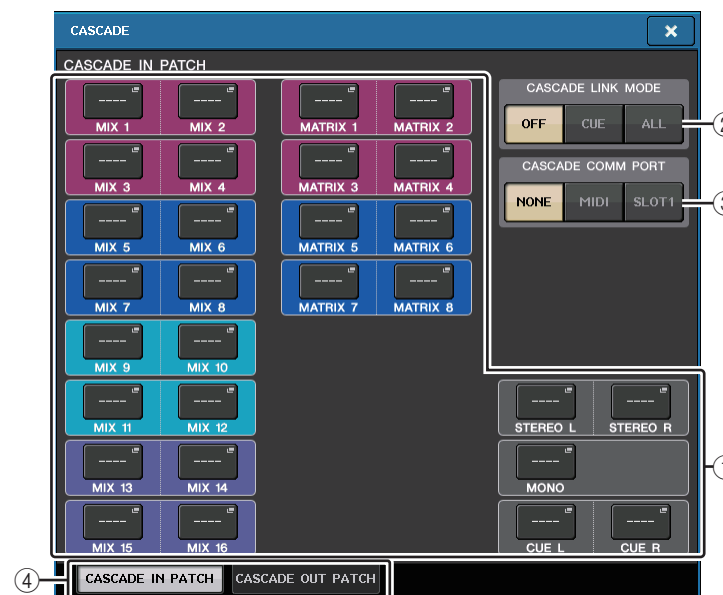 CASCADE
CASCADE IN PATCH
---- ---- ---- ----
MIX 1 MIX 2 MATRIX 1 MATRIX 2
---- ---- ---- ----
MIX 3 MIX 4 MATRIX 3 MATRIX 4
---- ---- ---- ----
MIX 5 MIX 6 MATRIX 5 MATRIX 6
---- ---- ---- ----
MIX 7 MIX 8 MATRIX 7 MATRIX 8
---- ----
MIX 9 MIX 10
---- ----
MIX 11 MIX 12
---- ----
MIX 13 MIX 14
---- ----
MIX 15 MIX 16
CASCADE LINK MODE
OFF CUE ALL
②
CASCADE COMM PORT
NONE MIDI SLOT1
③
---- ----
STEREO L STEREO R
----
MONO
①
---- ----
CUE L CUE R
④
CASCADE IN PATCH CASCADE OUT PATCH